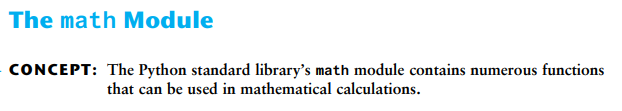 The math Module
CONCEPT: The Python standard library’s math module contains numerous functions
that can be used in mathematical calculations.